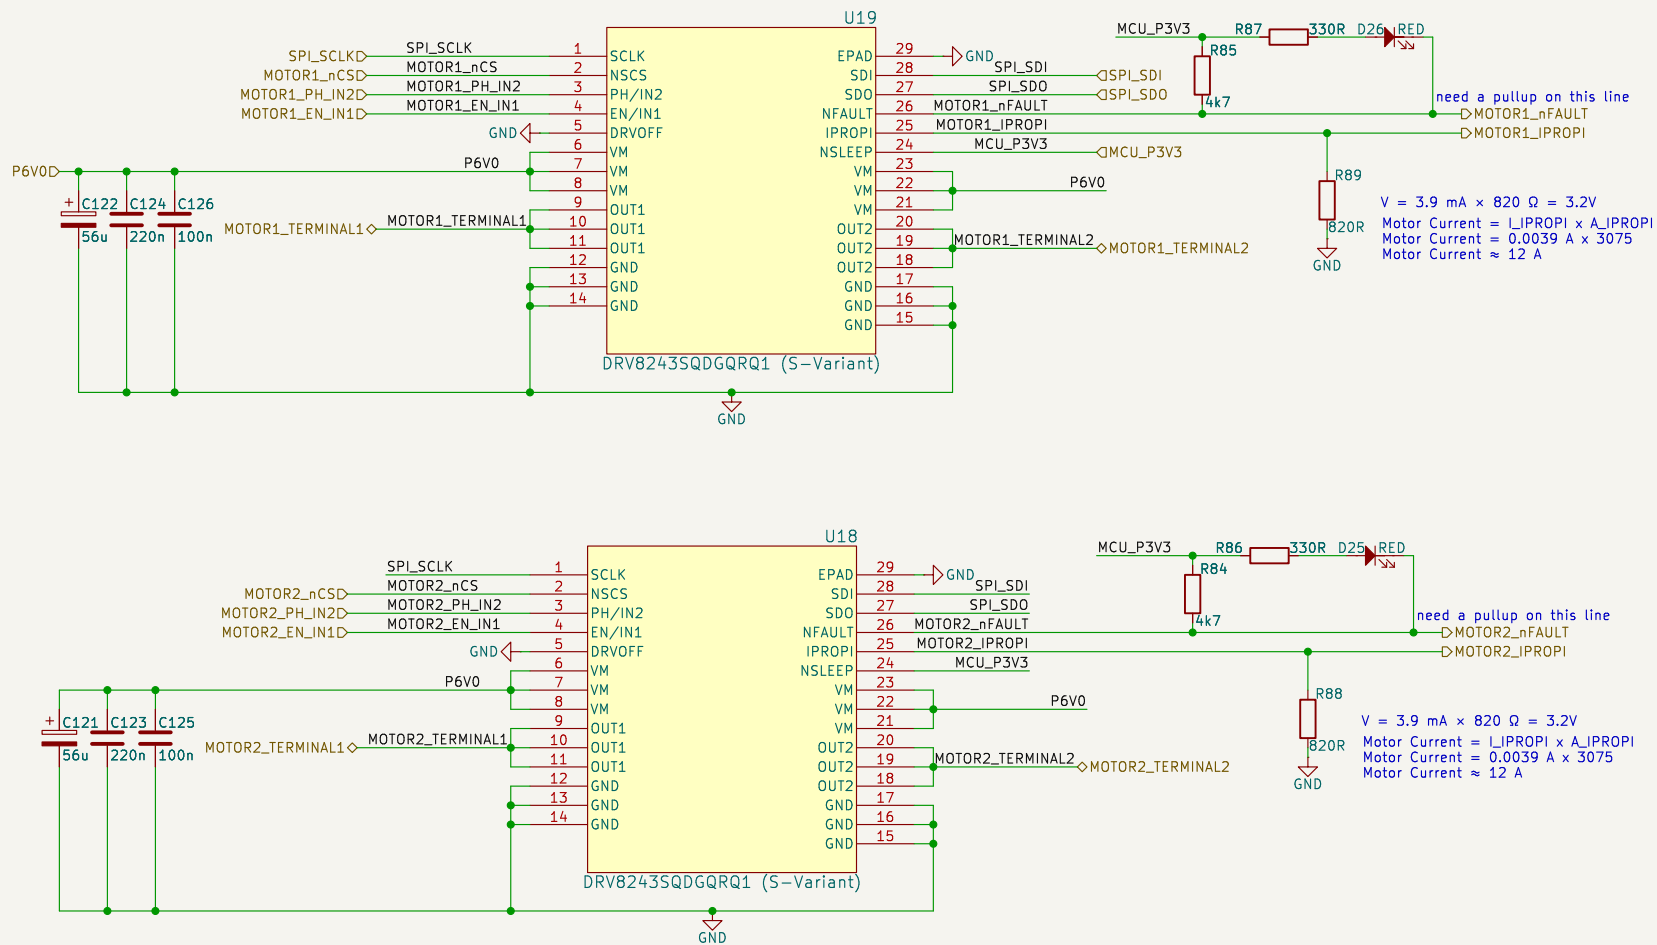 U19
MCU_P3V3
R87
330R
D26
RED
R85
4k7
SPI_SCLK
SPI_SCLK
1
SCLK
EPAD
29
GND
MOTOR1_nCS
MOTOR1_nCS
2
NSCS
SDI
28
SPI_SDI
SPI_SDI
MOTOR1_PH_IN2
MOTOR1_PH_IN2
3
PH/IN2
SDO
27
SPI_SDO
SPI_SDO
need a pullup on this line
MOTOR1_EN_IN1
MOTOR1_EN_IN1
4
EN/IN1
NFAULT
26
MOTOR1_nFAULT
MOTOR1_nFAULT
GND
5
DRVOFF
IPROPI
25
MOTOR1_IPROPI
MOTOR1_IPROPI
6
VM
NSLEEP
24
MCU_P3V3
MCU_P3V3
P6V0
P6V0
7
VM
VM
23
8
VM
VM
22
P6V0
9
OUT1
VM
21
MOTOR1_TERMINAL1
MOTOR1_TERMINAL1
10
OUT1
OUT2
20
11
OUT1
OUT2
19
MOTOR1_TERMINAL2
MOTOR1_TERMINAL2
12
GND
OUT2
18
13
GND
GND
17
14
GND
GND
16
GND
15
+
C122
56u
C124
220n
C126
100n
R89
820R
GND
V = 3.9 mA × 820 Ω = 3.2V
Motor Current = I_IPROPI x A_IPROPI
Motor Current = 0.0039 A x 3075
Motor Current ≈ 12 A
DRV8243SQDGQRQ1 (S-Variant)
GND
U18
MCU_P3V3
R86
330R
D25
RED
R84
4k7
SPI_SCLK
1
SCLK
EPAD
29
GND
MOTOR2_nCS
MOTOR2_nCS
2
NSCS
SDI
28
SPI_SDI
MOTOR2_PH_IN2
MOTOR2_PH_IN2
3
PH/IN2
SDO
27
SPI_SDO
need a pullup on this line
MOTOR2_EN_IN1
MOTOR2_EN_IN1
4
EN/IN1
NFAULT
26
MOTOR2_nFAULT
MOTOR2_nFAULT
GND
5
DRVOFF
IPROPI
25
MOTOR2_IPROPI
MOTOR2_IPROPI
6
VM
NSLEEP
24
MCU_P3V3
P6V0
7
VM
VM
23
8
VM
VM
22
P6V0
9
OUT1
VM
21
MOTOR2_TERMINAL1
MOTOR2_TERMINAL1
10
OUT1
OUT2
20
11
OUT1
OUT2
19
MOTOR2_TERMINAL2
MOTOR2_TERMINAL2
12
GND
OUT2
18
13
GND
GND
17
14
GND
GND
16
GND
15
+
C121
56u
C123
220n
C125
100n
R88
820R
GND
V = 3.9 mA × 820 Ω = 3.2V
Motor Current = I_IPROPI x A_IPROPI
Motor Current = 0.0039 A x 3075
Motor Current ≈ 12 A
DRV8243SQDGQRQ1 (S-Variant)
GND